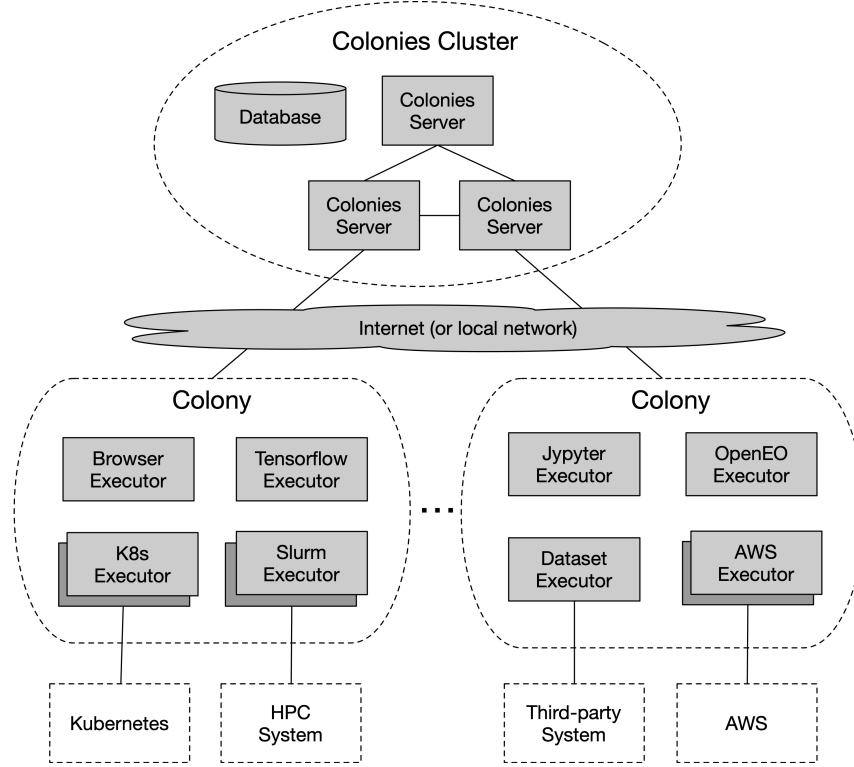 Colonies Cluster
Database
Colonies
Server
Colonies
Server
Colonies
Server
Internet (or local network)
Colony
Browser
Executor
Tensorflow
Executor
K8s
Executor
Slurm
Executor
...
Colony
Jypyter
Executor
OpenEO
Executor
Dataset
Executor
AWS
Executor
Kubernetes
HPC
System
Third-party
System
AWS